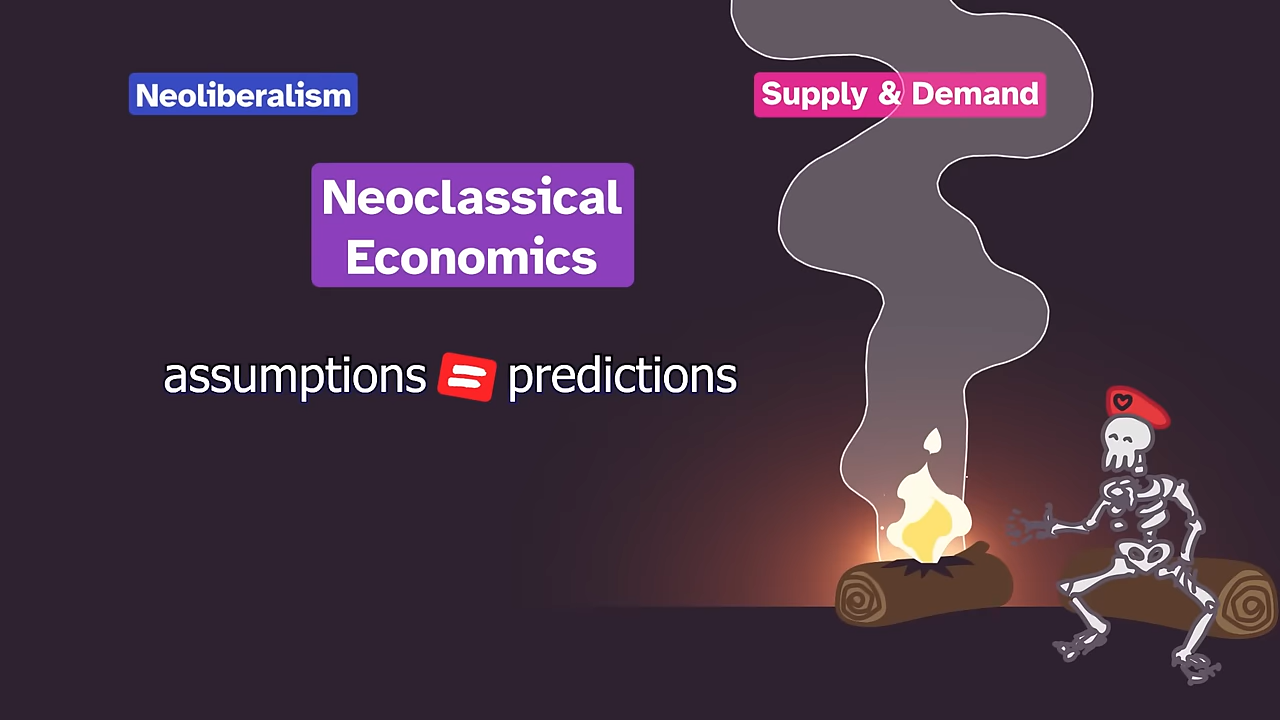 Neoliberalism
Supply & Demand
Neoclassical
Economics
assumptions = predictions